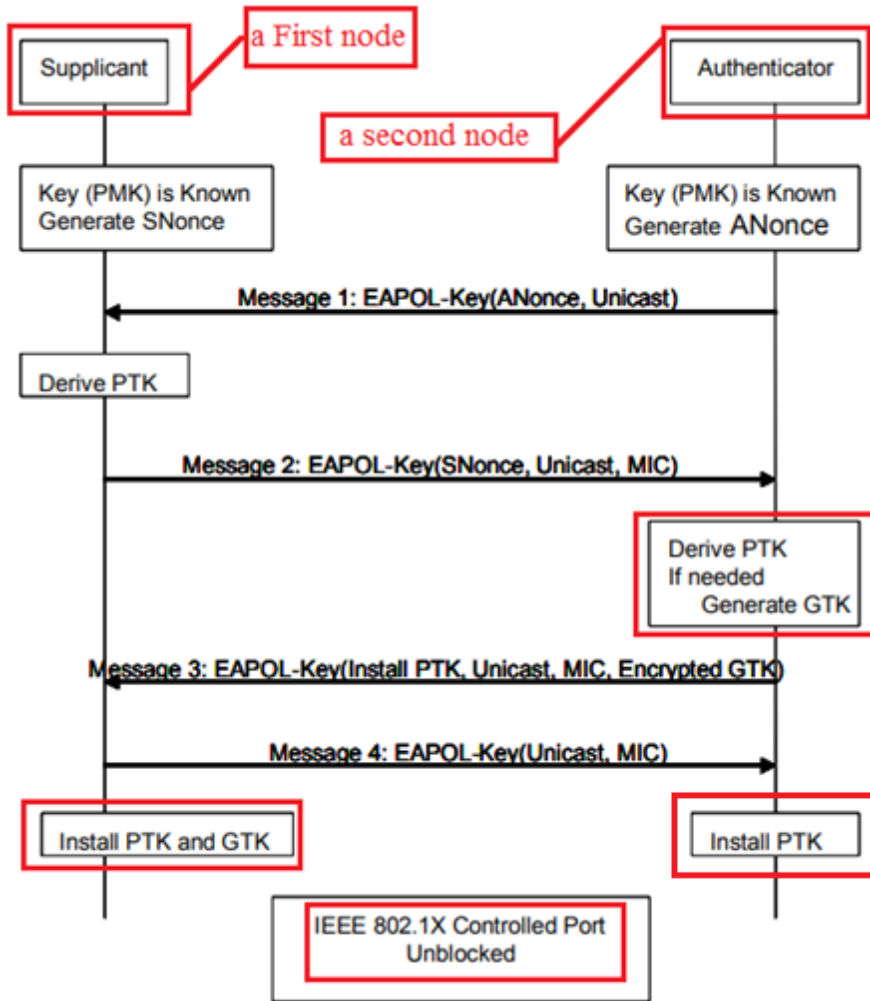 a First node
Supplicant
Authenticator
a second node
Key (PMK) is Known
Generate SNonce
Key (PMK) is Known
Generate ANonce
Message 1: EAPOL-Key(ANonce, Unicast)
Derive PTK
Message 2: EAPOL-Key(SNonce, Unicast, MIC)
Derive PTK
If needed
Generate GTK
Message 3: EAPOL-Key(Install PTK, Unicast, MIC, Encrypted GTK)
Message 4: EAPOL-Key(Unicast, MIC)
Install PTK and GTK
Install PTK
IEEE 802.1X Controlled Port
Unblocked